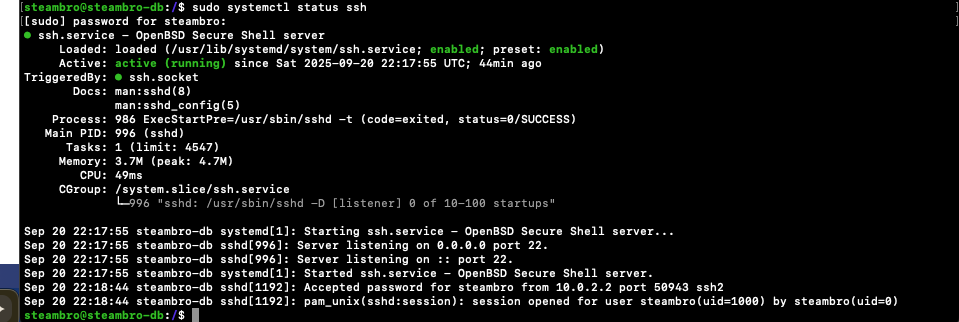 steambro@steambro-db:/$ sudo systemctl status ssh
[sudo] password for steambro:
● ssh.service - OpenBSD Secure Shell server
     Loaded: loaded (/usr/lib/systemd/system/ssh.service; enabled; preset: enabled)
     Active: active (running) since Sat 2025-09-20 22:17:55 UTC; 44min ago
TriggeredBy: ● ssh.socket
       Docs: man:sshd(8)
             man:sshd_config(5)
    Process: 986 ExecStartPre=/usr/sbin/sshd -t (code=exited, status=0/SUCCESS)
   Main PID: 996 (sshd)
      Tasks: 1 (limit: 4547)
     Memory: 3.7M (peak: 4.7M)
        CPU: 49ms
     CGroup: /system.slice/ssh.service
             └─996 "sshd: /usr/sbin/sshd -D [listener] 0 of 10-100 startups"

Sep 20 22:17:55 steambro-db systemd[1]: Starting ssh.service - OpenBSD Secure Shell server...
Sep 20 22:17:55 steambro-db sshd[996]: Server listening on 0.0.0.0 port 22.
Sep 20 22:17:55 steambro-db sshd[996]: Server listening on :: port 22.
Sep 20 22:17:55 steambro-db systemd[1]: Started ssh.service - OpenBSD Secure Shell server.
Sep 20 22:18:44 steambro-db sshd[1192]: Accepted password for steambro from 10.0.2.2 port 50943 ssh2
Sep 20 22:18:44 steambro-db sshd[1192]: pam_unix(sshd:session): session opened for user steambro(uid=1000) by steambro(uid=0)
steambro@steambro-db:/$